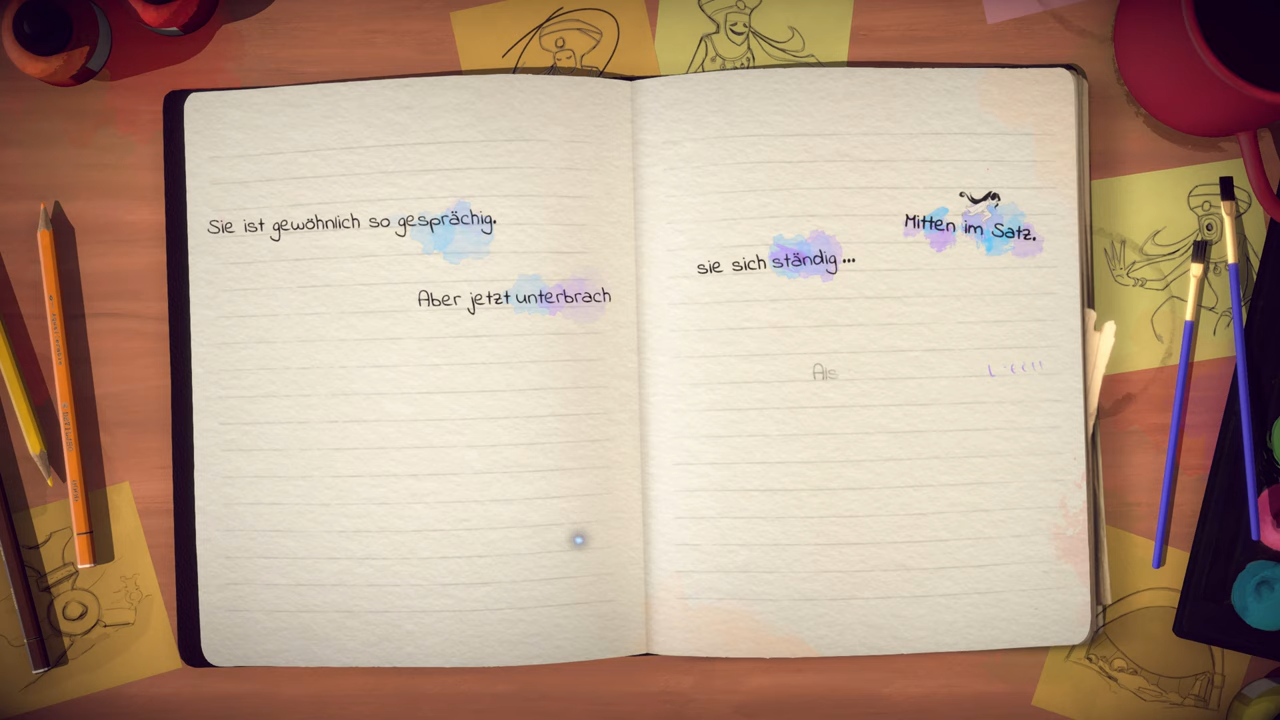 Sie ist gewöhnlich so gesprächig.
Aber jetzt unterbrach
sie sich ständig...
Mitten im Satz.
Als